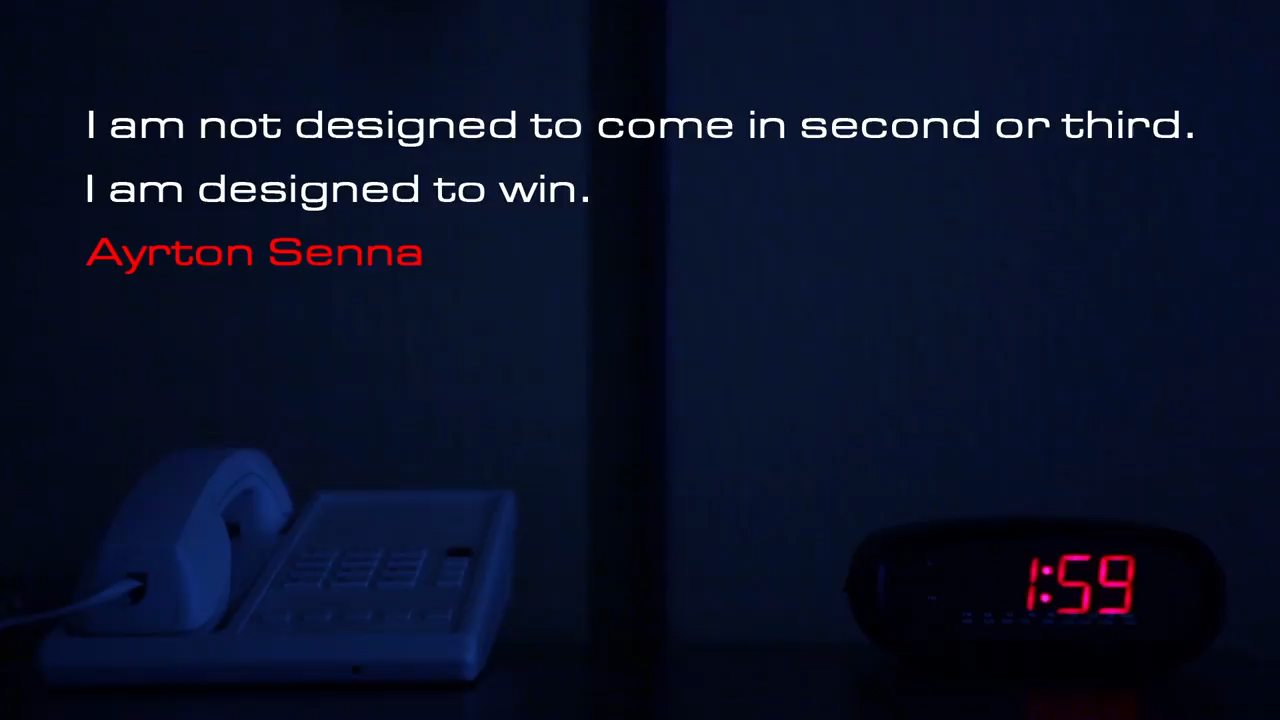 I am not designed to come in second or third.
I am designed to win.
Ayrton Senna
1:59